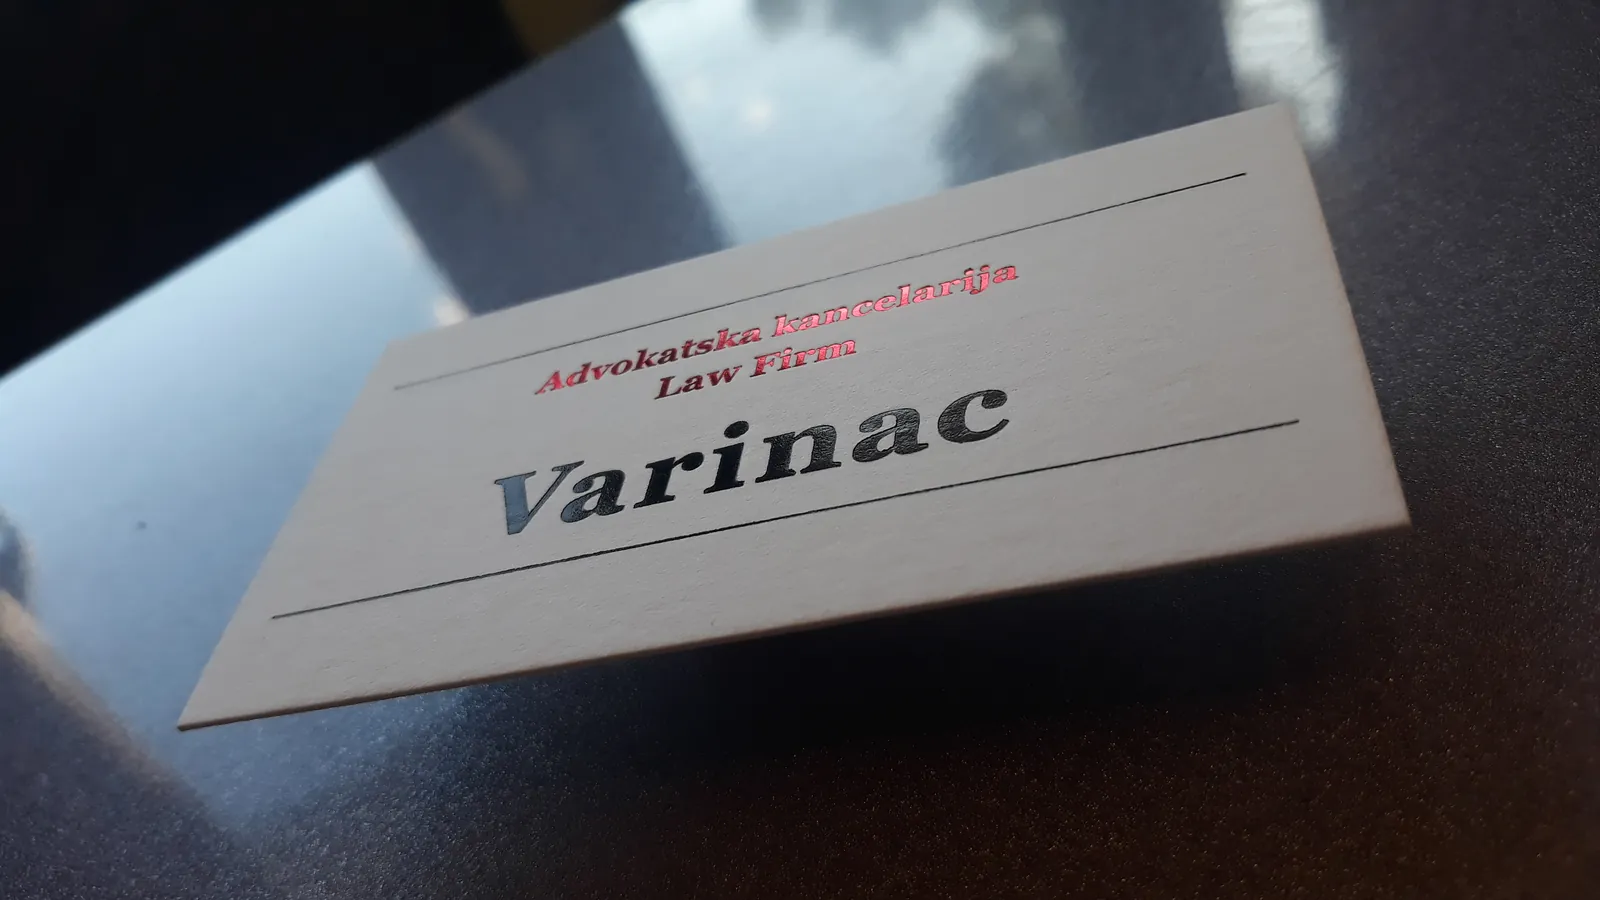 Advokatska kancelarija
Law Firm
Varinac